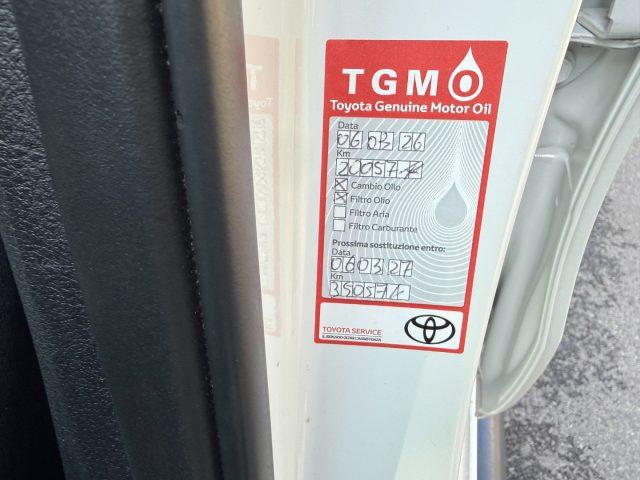 TGMO
Toyota Genuine Motor Oil
Data
06 03 26
Km
20057
Cambio Olio
Filtro Olio
Filtro Aria
Filtro Carburante
Prossima sostituzione entro:
Data
06 03 27
Km
35057
TOYOTA SERVICE